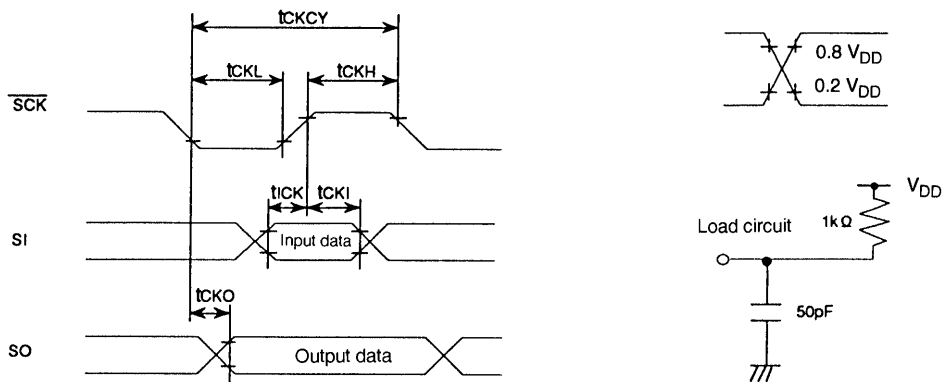 tCKCY
tCKL
tCKH
SCK
tICK
tCKI
SI
Input data
tCKO
SO
Output data
0.8 VDD
0.2 VDD
VDD
1kΩ
Load circuit
50pF